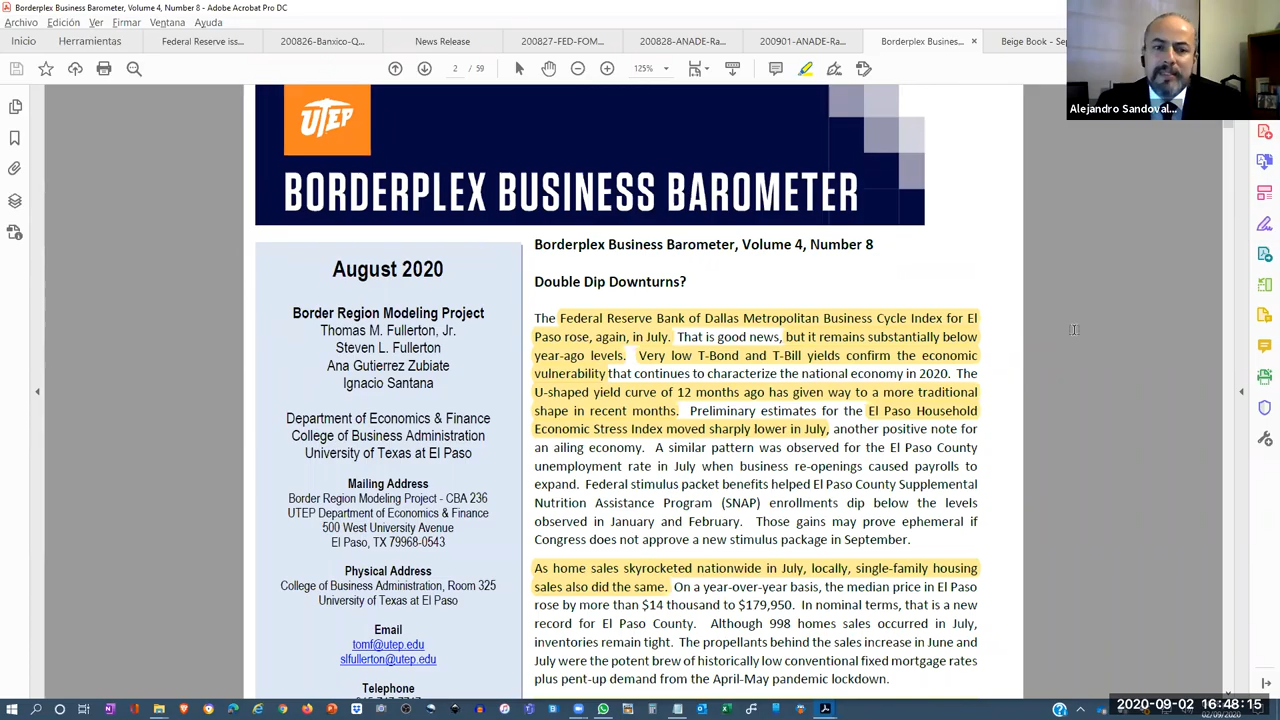 Borderplex Business Barometer, Volume 4, Number 8 - Adobe Acrobat Pro DC
Archivo Edición Ver Firmar Ventana Ayuda
Inicio Herramientas Federal Reserve iss... 200826-Banxico-Q... News Release 200827-FED-FOM... 200828-ANADE-Ra... 200901-ANADE-Ra... Borderplex Busines... × Beige Book - Sep
2 / 59 125%
Alejandro Sandoval...
UTEP
BORDERPLEX BUSINESS BAROMETER
August 2020
Border Region Modeling Project
Thomas M. Fullerton, Jr.
Steven L. Fullerton
Ana Gutierrez Zubiate
Ignacio Santana
Department of Economics & Finance
College of Business Administration
University of Texas at El Paso
Mailing Address
Border Region Modeling Project - CBA 236
UTEP Department of Economics & Finance
500 West University Avenue
El Paso, TX 79968-0543
Physical Address
College of Business Administration, Room 325
University of Texas at El Paso
Email
tomf@utep.edu
slfullerton@utep.edu
Telephone
Borderplex Business Barometer, Volume 4, Number 8
Double Dip Downturns?
The Federal Reserve Bank of Dallas Metropolitan Business Cycle Index for El
Paso rose, again, in July. That is good news, but it remains substantially below
year-ago levels. Very low T-Bond and T-Bill yields confirm the economic
vulnerability that continues to characterize the national economy in 2020. The
U-shaped yield curve of 12 months ago has given way to a more traditional
shape in recent months. Preliminary estimates for the El Paso Household
Economic Stress Index moved sharply lower in July, another positive note for
an ailing economy. A similar pattern was observed for the El Paso County
unemployment rate in July when business re-openings caused payrolls to
expand. Federal stimulus packet benefits helped El Paso County Supplemental
Nutrition Assistance Program (SNAP) enrollments dip below the levels
observed in January and February. Those gains may prove ephemeral if
Congress does not approve a new stimulus package in September.
As home sales skyrocketed nationwide in July, locally, single-family housing
sales also did the same. On a year-over-year basis, the median price in El Paso
rose by more than $14 thousand to $179,950. In nominal terms, that is a new
record for El Paso County. Although 998 homes sales occurred in July,
inventories remain tight. The propellants behind the sales increase in June and
July were the potent brew of historically low conventional fixed mortgage rates
plus pent-up demand from the April-May pandemic lockdown.
2020-09-02 16:48:15
02/09/2020